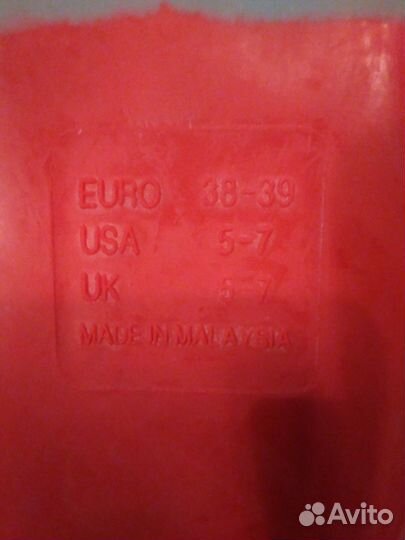 EURO 38-39
USA 5-7
UK 5-7
MADE IN MALAYSIA
Avito